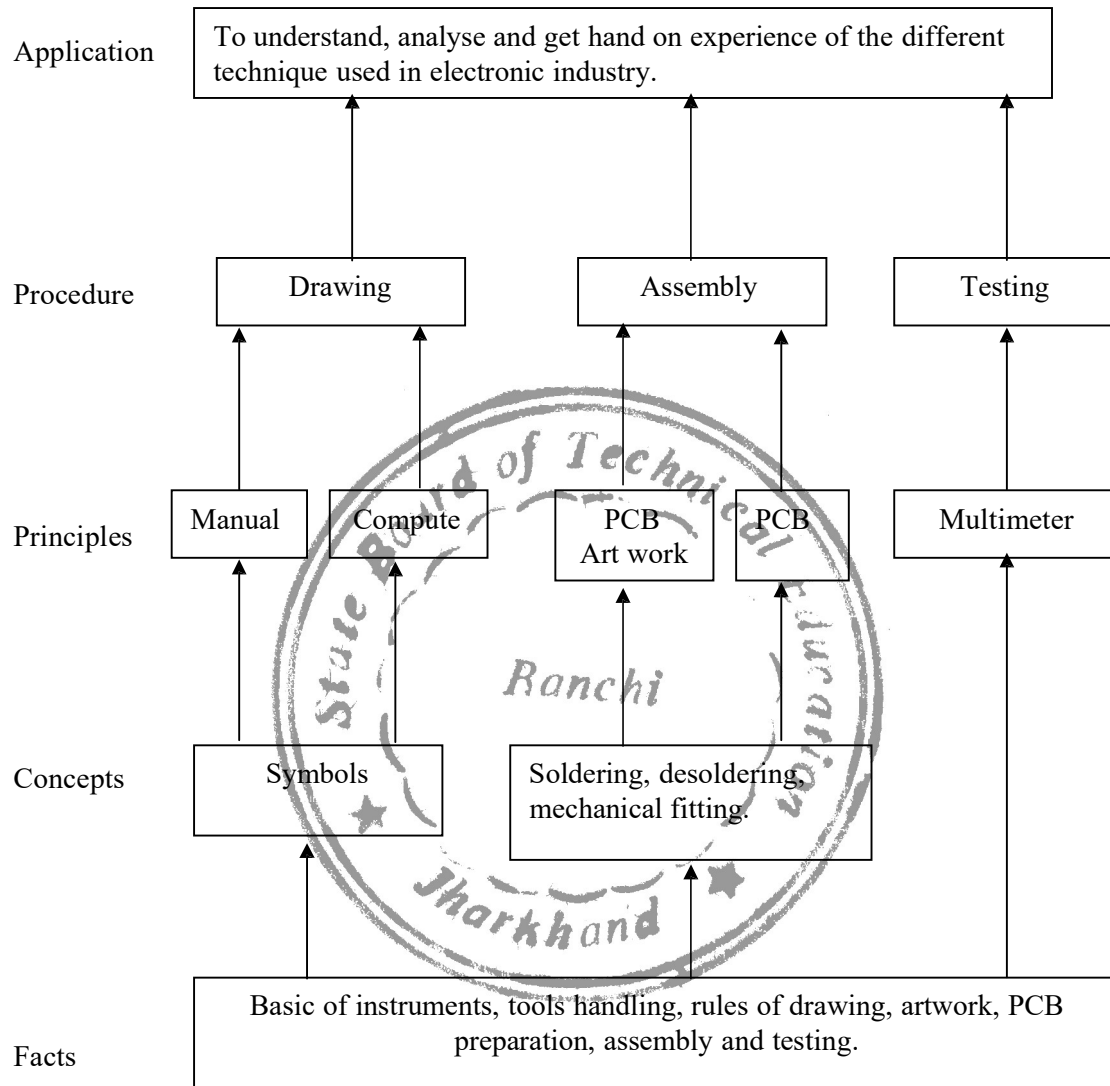 Application
To understand, analyse and get hand on experience of the different
technique used in electronic industry.
Procedure
Drawing
Assembly
Testing
Principles
Manual
Compute
PCB
Art work
PCB
Multimeter
State Board of Technical Education
Ranchi
Jharkhand
Concepts
Symbols
Soldering, desoldering,
mechanical fitting.
Facts
Basic of instruments, tools handling, rules of drawing, artwork, PCB
preparation, assembly and testing.